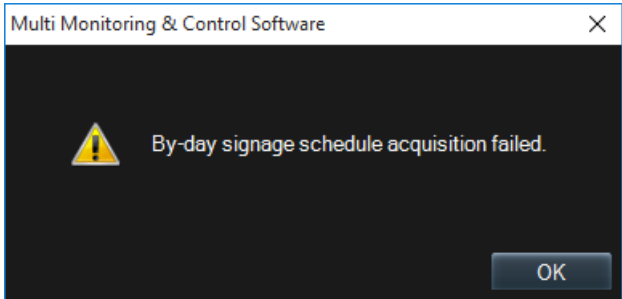 Multi Monitoring & Control Software
By-day signage schedule acquisition failed.
OK